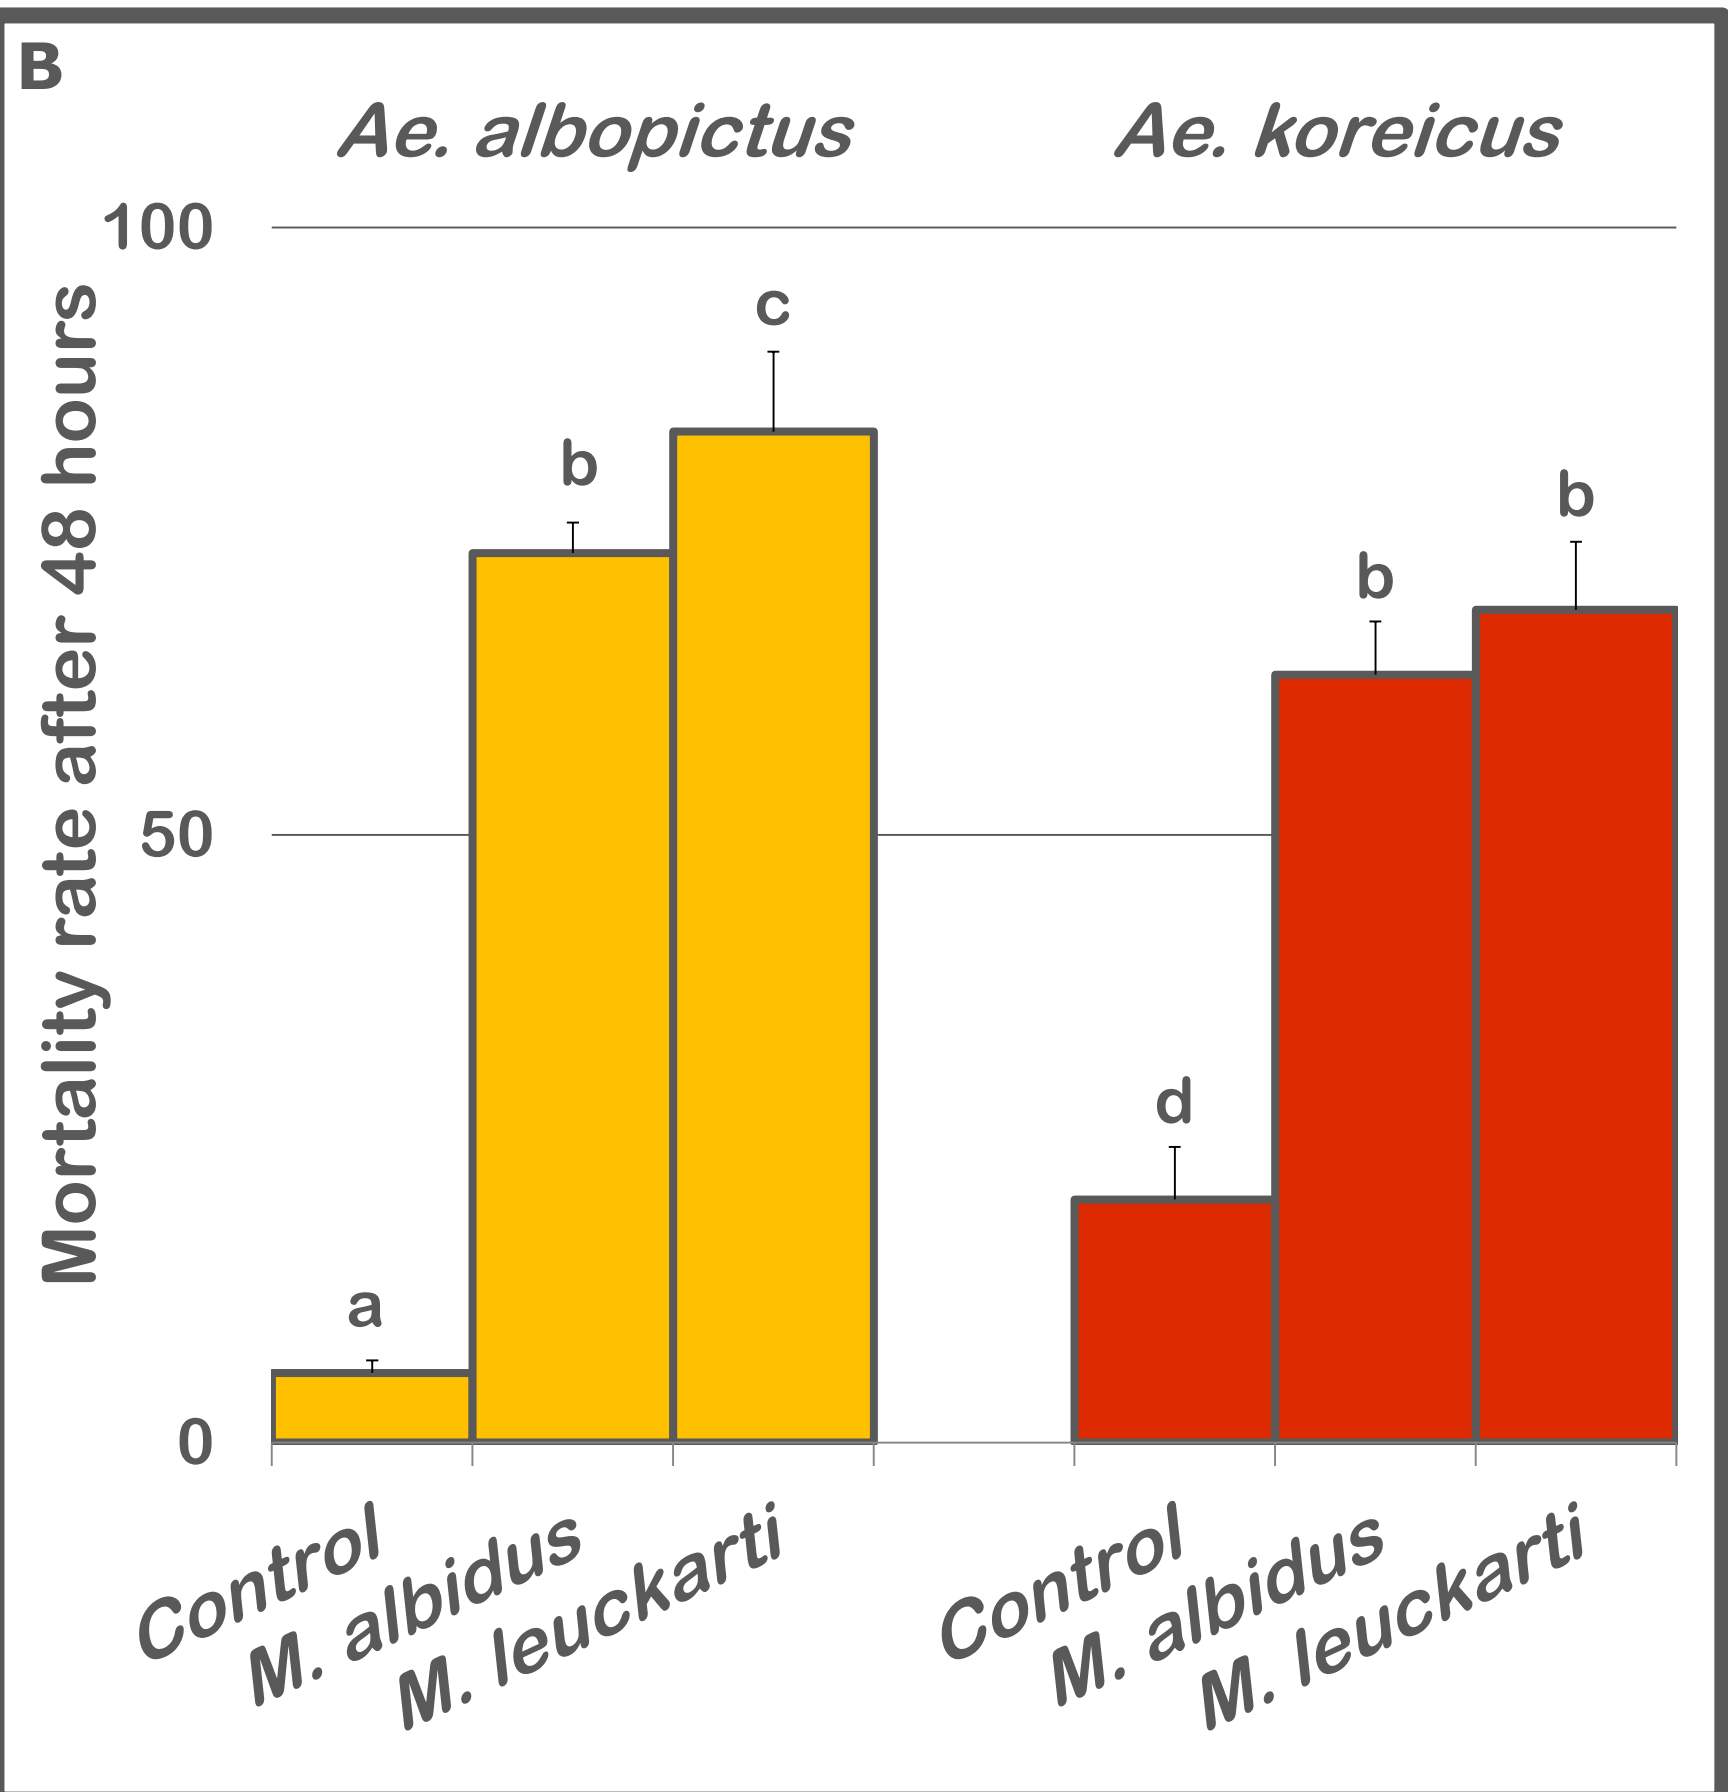 B
Ae. albopictus
Ae. koreicus
Mortality rate after 48 hours
100
50
0
a
b
c
d
b
b
Control
M. albidus
M. leuckarti
Control
M. albidus
M. leuckarti